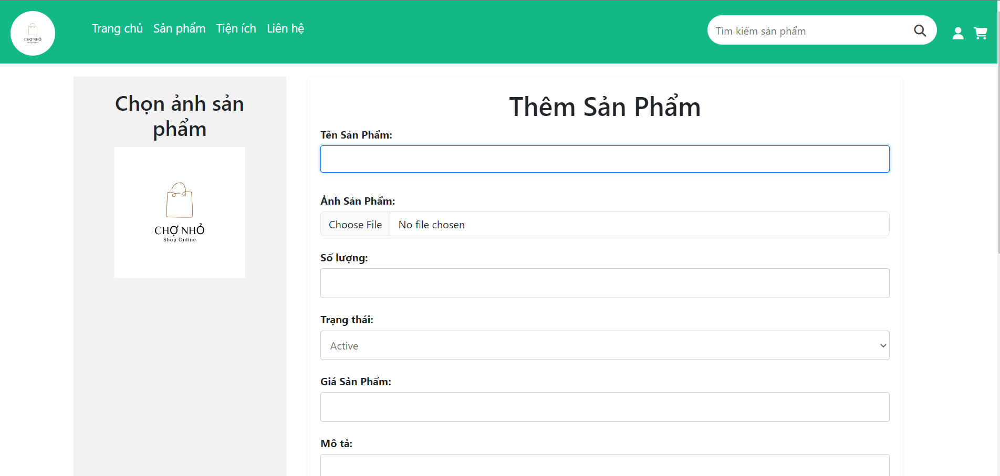 CHỢ NHỎ
Shop Online
Trang chủ Sản phẩm Tiện ích Liên hệ
Tìm kiếm sản phẩm
Chọn ảnh sản
phẩm
CHỢ NHỎ
Shop Online
Thêm Sản Phẩm
Tên Sản Phẩm:
Ảnh Sản Phẩm:
Choose File No file chosen
Số lượng:
Trạng thái:
Active
Giá Sản Phẩm:
Mô tả: